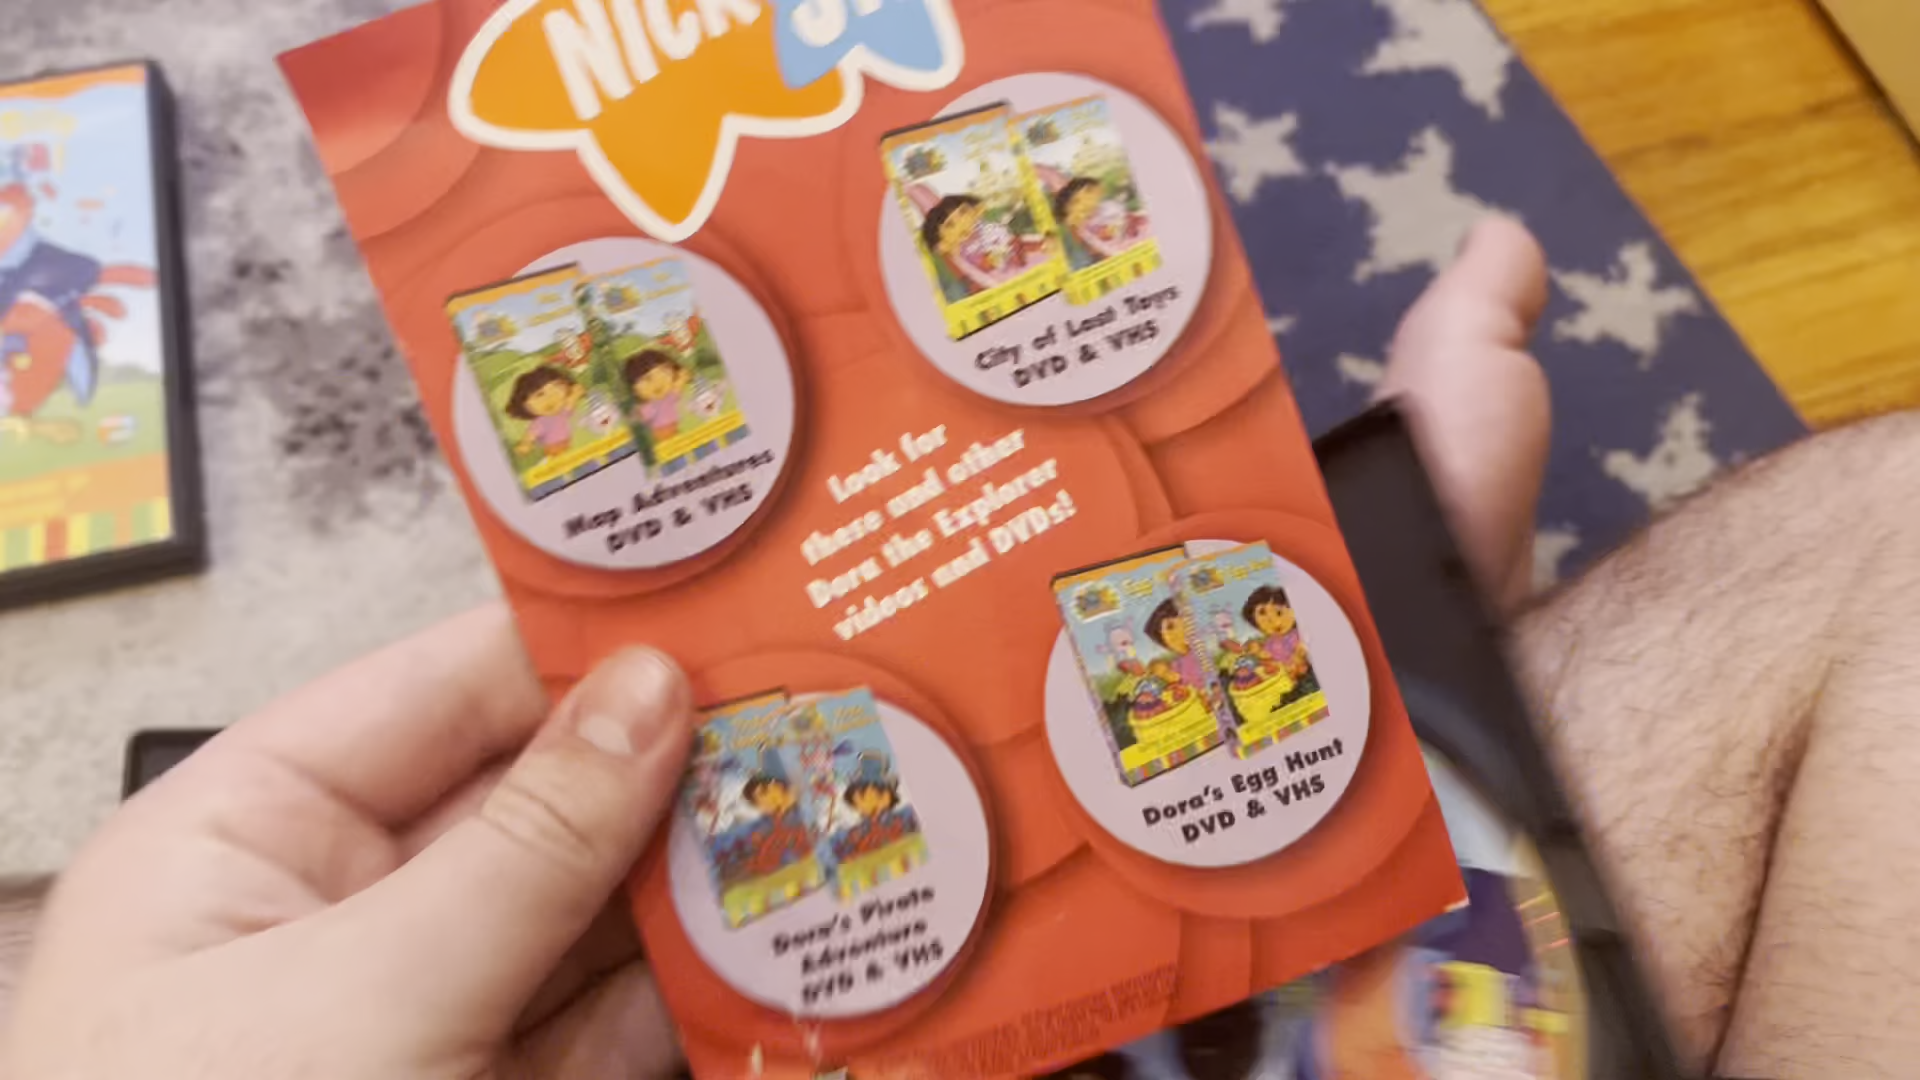 NICK
JR
City of Lost Toys
DVD & VHS
Map Adventures
DVD & VHS
Look for
these and other
Dora the Explorer
videos and DVDs!
Egg
Dora's Egg Hunt
DVD & VHS
Dora's Pirate
Adventure
DVD & VHS